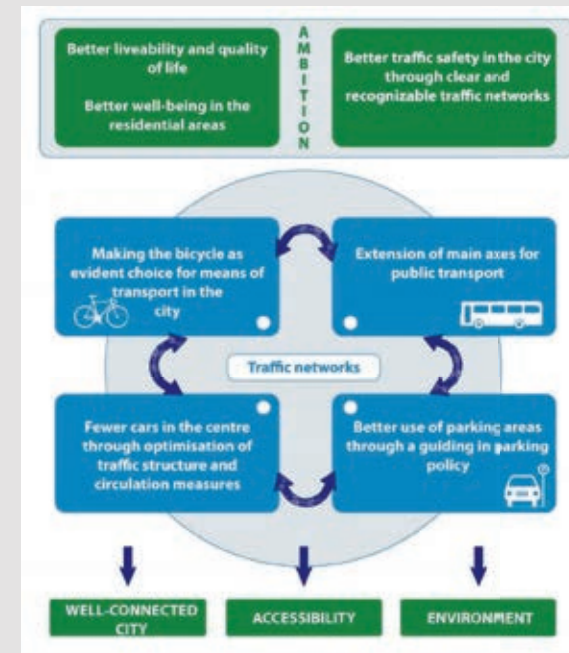 Better liveability and quality
of life
Better well-being in the
residential areas
AMBITION
Better traffic safety in the city
through clear and
recognizable traffic networks
Making the bicycle as
evident choice for means of
transport in the
city
Extension of main axes for
public transport
Traffic networks
Fewer cars in the centre
through optimisation of
traffic structure and
circulation measures
Better use of parking areas
through a guiding in parking
policy
WELL-CONNECTED
CITY
ACCESSIBILITY
ENVIRONMENT